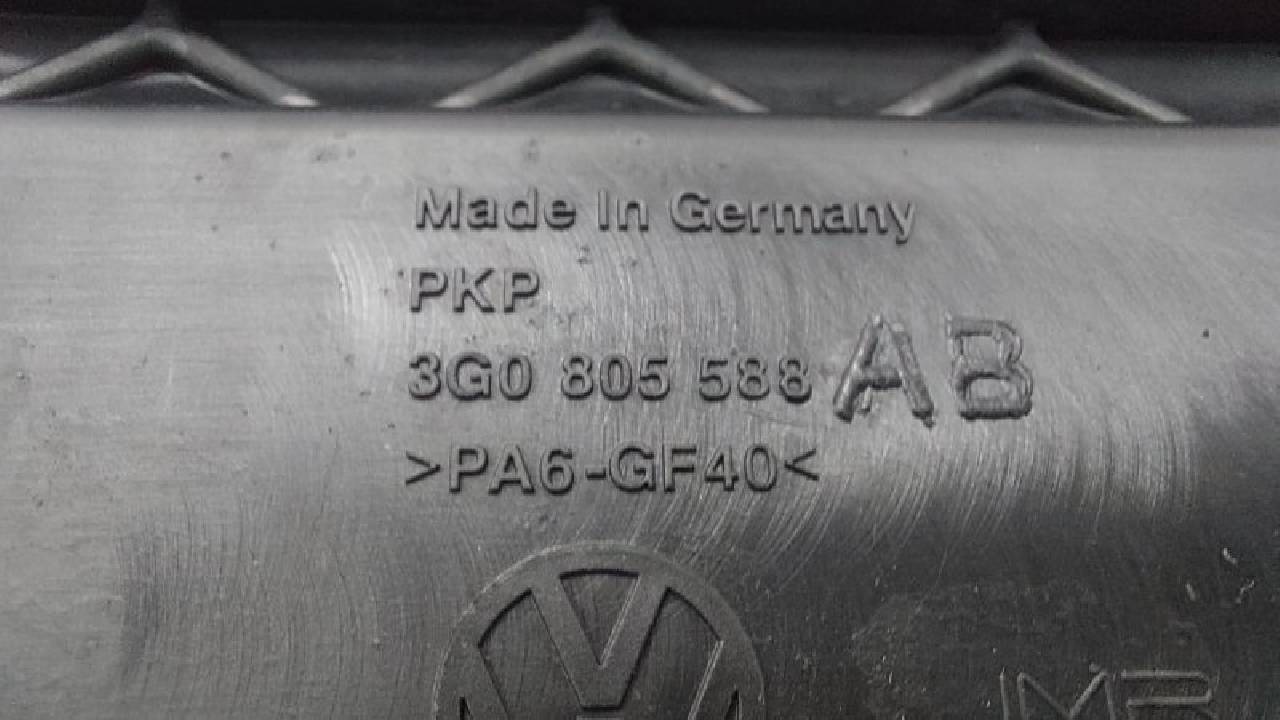 Made In Germany
PKP
3G0 805 588 AB
>PA6-GF40<